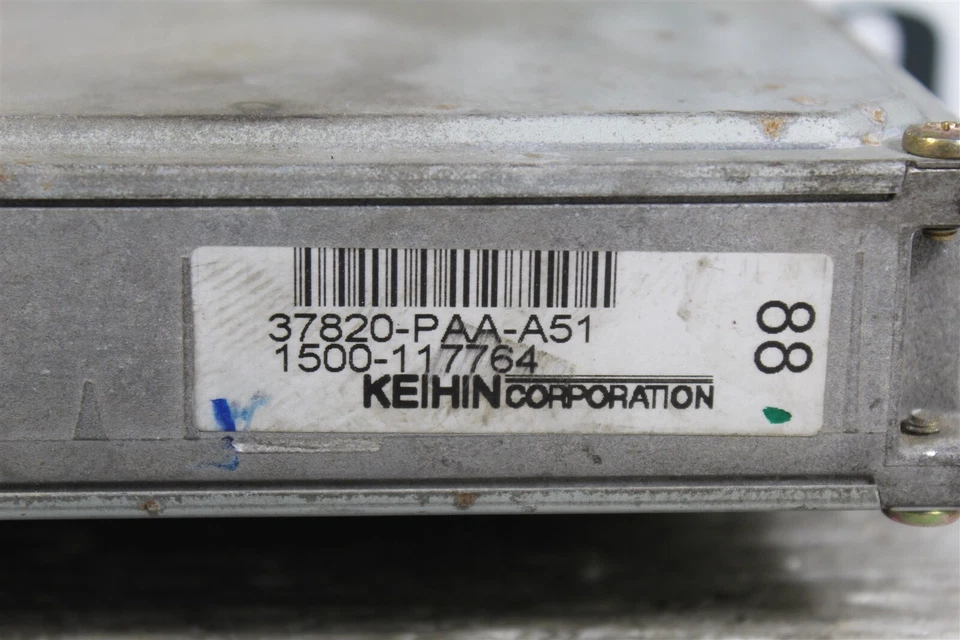 37820-PAA-A51
1500-117764
KEIHIN CORPORATION
88